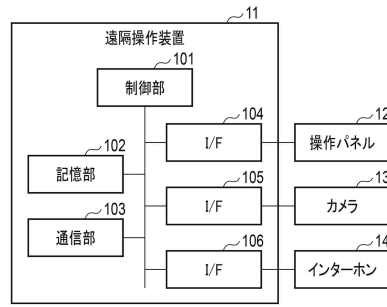 11
遠隔操作装置
101
制御部
104
I/F
12
操作パネル
102
記憶部
105
I/F
13
カメラ
103
通信部
106
I/F
14
インターホン